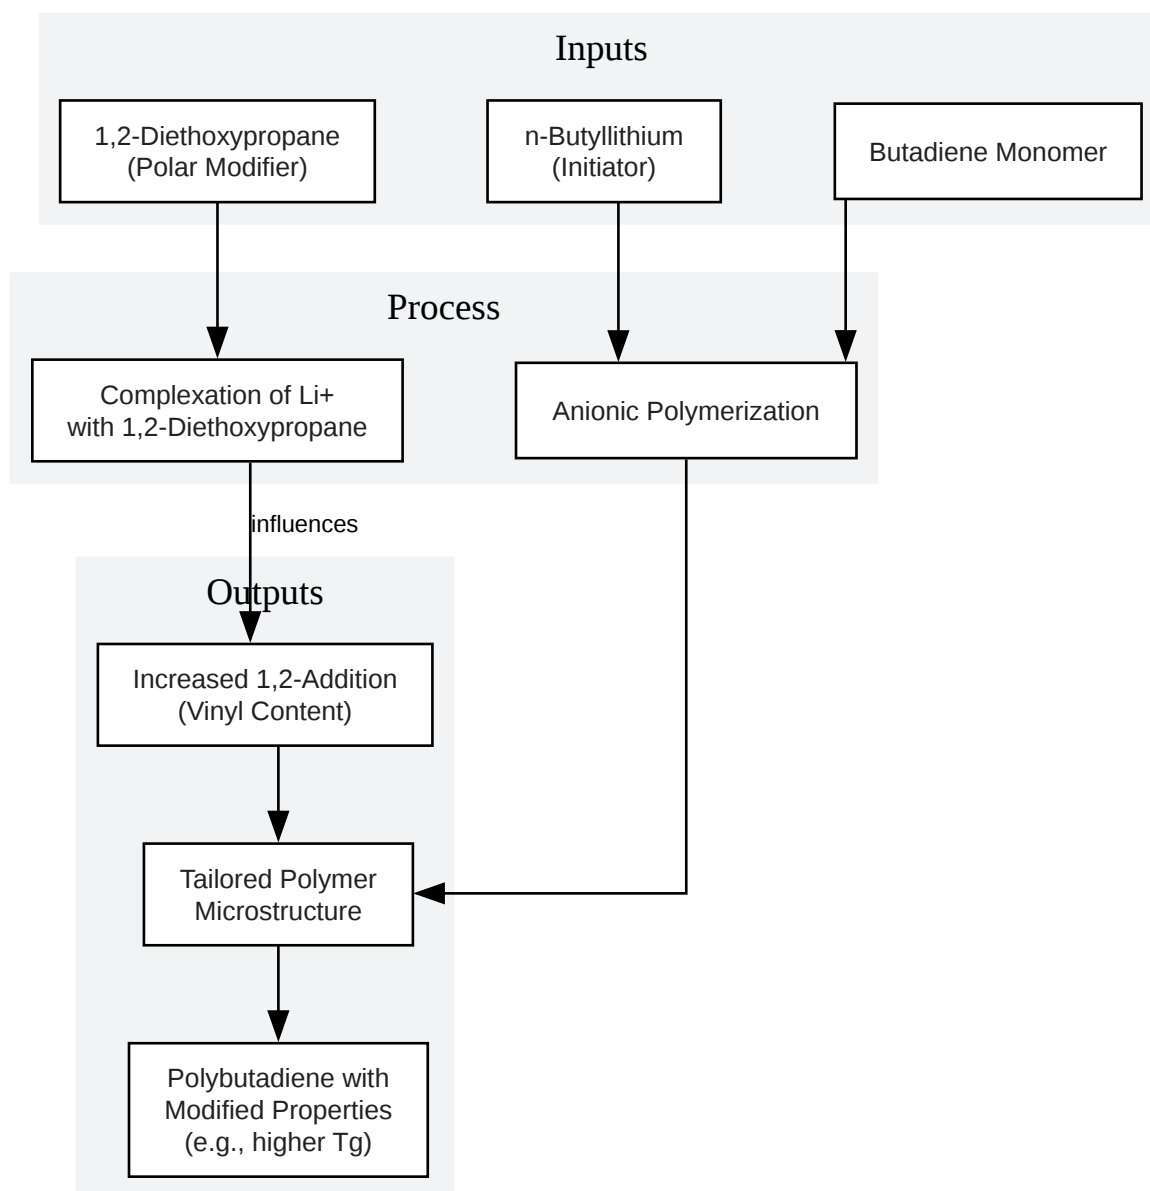 Inputs
1,2-Diethoxypropane
(Polar Modifier)
n-Butyllithium
(Initiator)
Butadiene Monomer
Process
Complexation of Li+
with 1,2-Diethoxypropane
Anionic Polymerization
influences
Outputs
Increased 1,2-Addition
(Vinyl Content)
Tailored Polymer
Microstructure
Polybutadiene with
Modified Properties
(e.g., higher Tg)